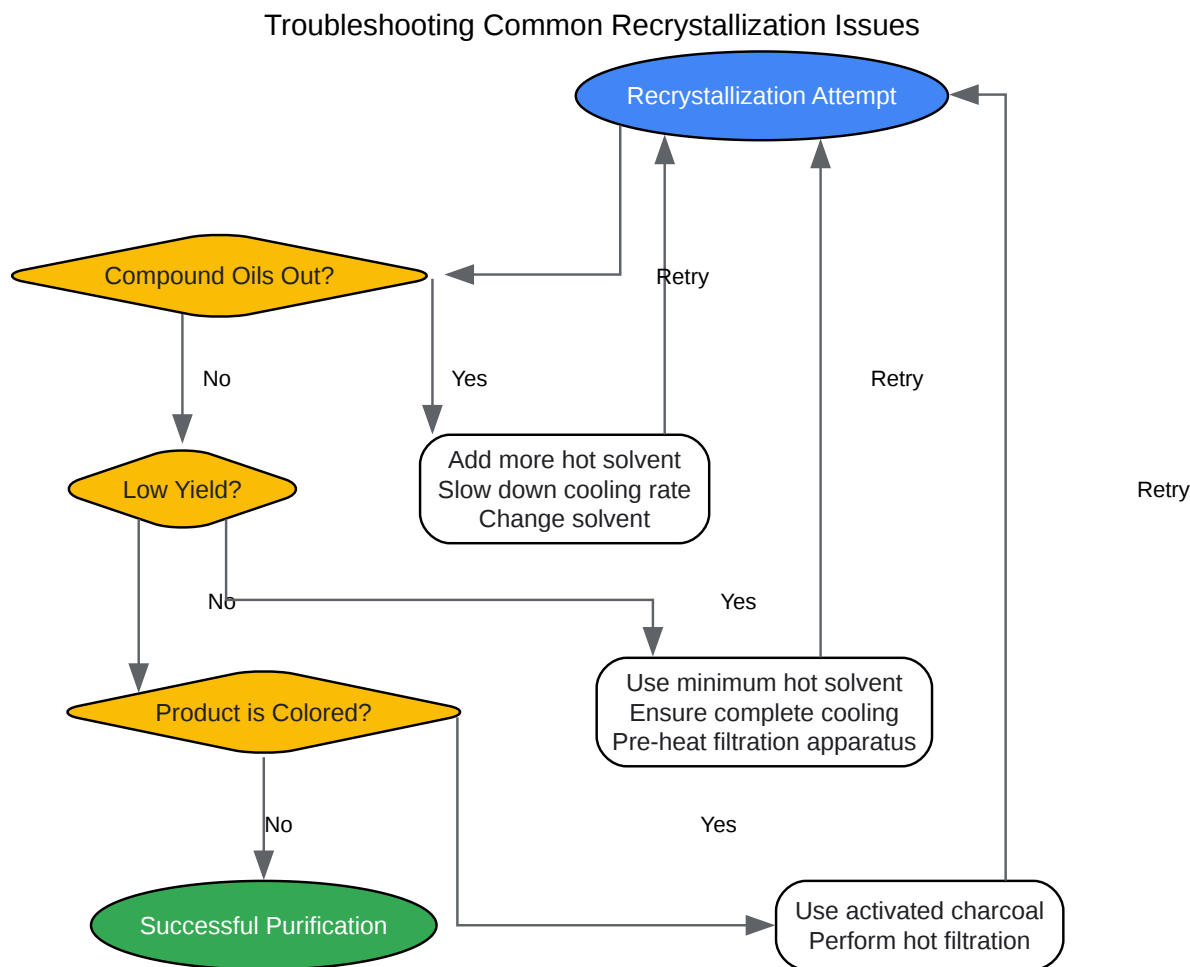 Troubleshooting Common Recrystallization Issues
Recrystallization Attempt
Compound Oils Out?
Retry
No
Yes
Retry
Add more hot solvent
Slow down cooling rate
Change solvent
Low Yield?
Retry
No
Yes
Use minimum hot solvent
Ensure complete cooling
Pre-heat filtration apparatus
Product is Colored?
No
Yes
Successful Purification
Use activated charcoal
Perform hot filtration